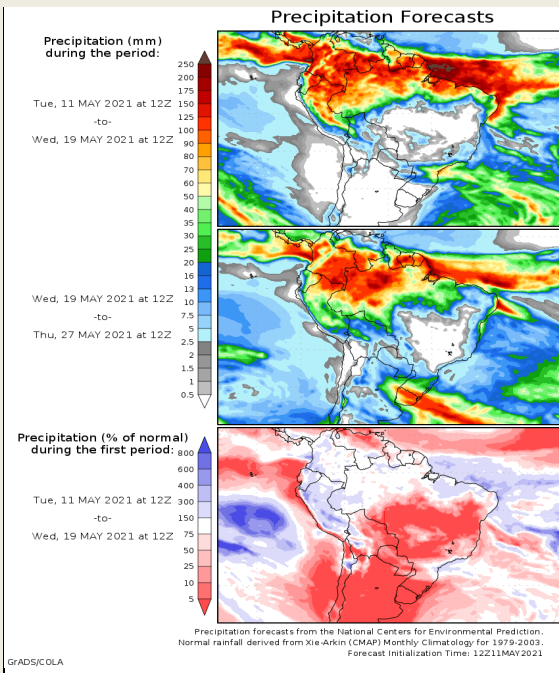 Precipitation Forecasts
Precipitation (mm)
during the period:
Tue, 11 MAY 2021 at 12Z
-to-
Wed, 19 MAY 2021 at 12Z
250
200
175
150
125
100
90
80
70
60
50
40
35
30
25
20
16
13
10
7.5
5
2.5
2
1.5
1
0.5
Wed, 19 MAY 2021 at 12Z
-to-
Thu, 27 MAY 2021 at 12Z
Precipitation (% of normal)
during the first period:
Tue, 11 MAY 2021 at 12Z
-to-
Wed, 19 MAY 2021 at 12Z
800
600
400
300
150
75
50
25
10
5
Precipitation forecasts from the National Centers for Environmental Prediction.
Normal rainfall derived from Xie-Arkin (CMAP) Monthly Climatology for 1979-2003.
Forecast Initialization Time: 12Z11MAY2021
GrADS/COLA